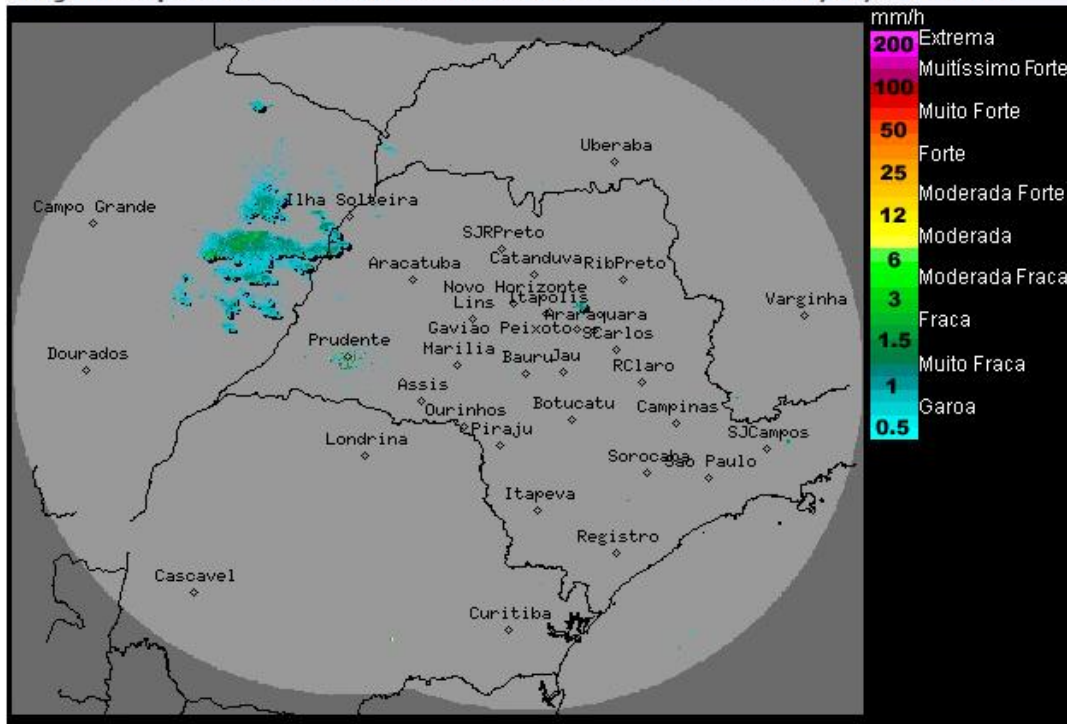 mm/h
200 Extrema
Muitíssimo Forte
100
Muito Forte
50
Forte
25
Moderada Forte
12
Moderada
6
Moderada Fraca
3
Fraca
1.5
Muito Fraca
1
Garoa
0.5
Uberaba
Campo Grande
Ilha Solteira
SJRPreto
Aracatuba
Catanduva
RibPreto
Novo Horizonte
Lins
Itapolis
Araraquara
Varginha
Gavião Peixoto
SCarlos
Prudente
Dourados
Marilia
Bauru
Jau
RClaro
Assis
Ourinhos
Botucatu
Campinas
Piraju
Londrina
SJCampos
Sorocaba
Sao Paulo
Itapeva
Registro
Cascavel
Curitiba